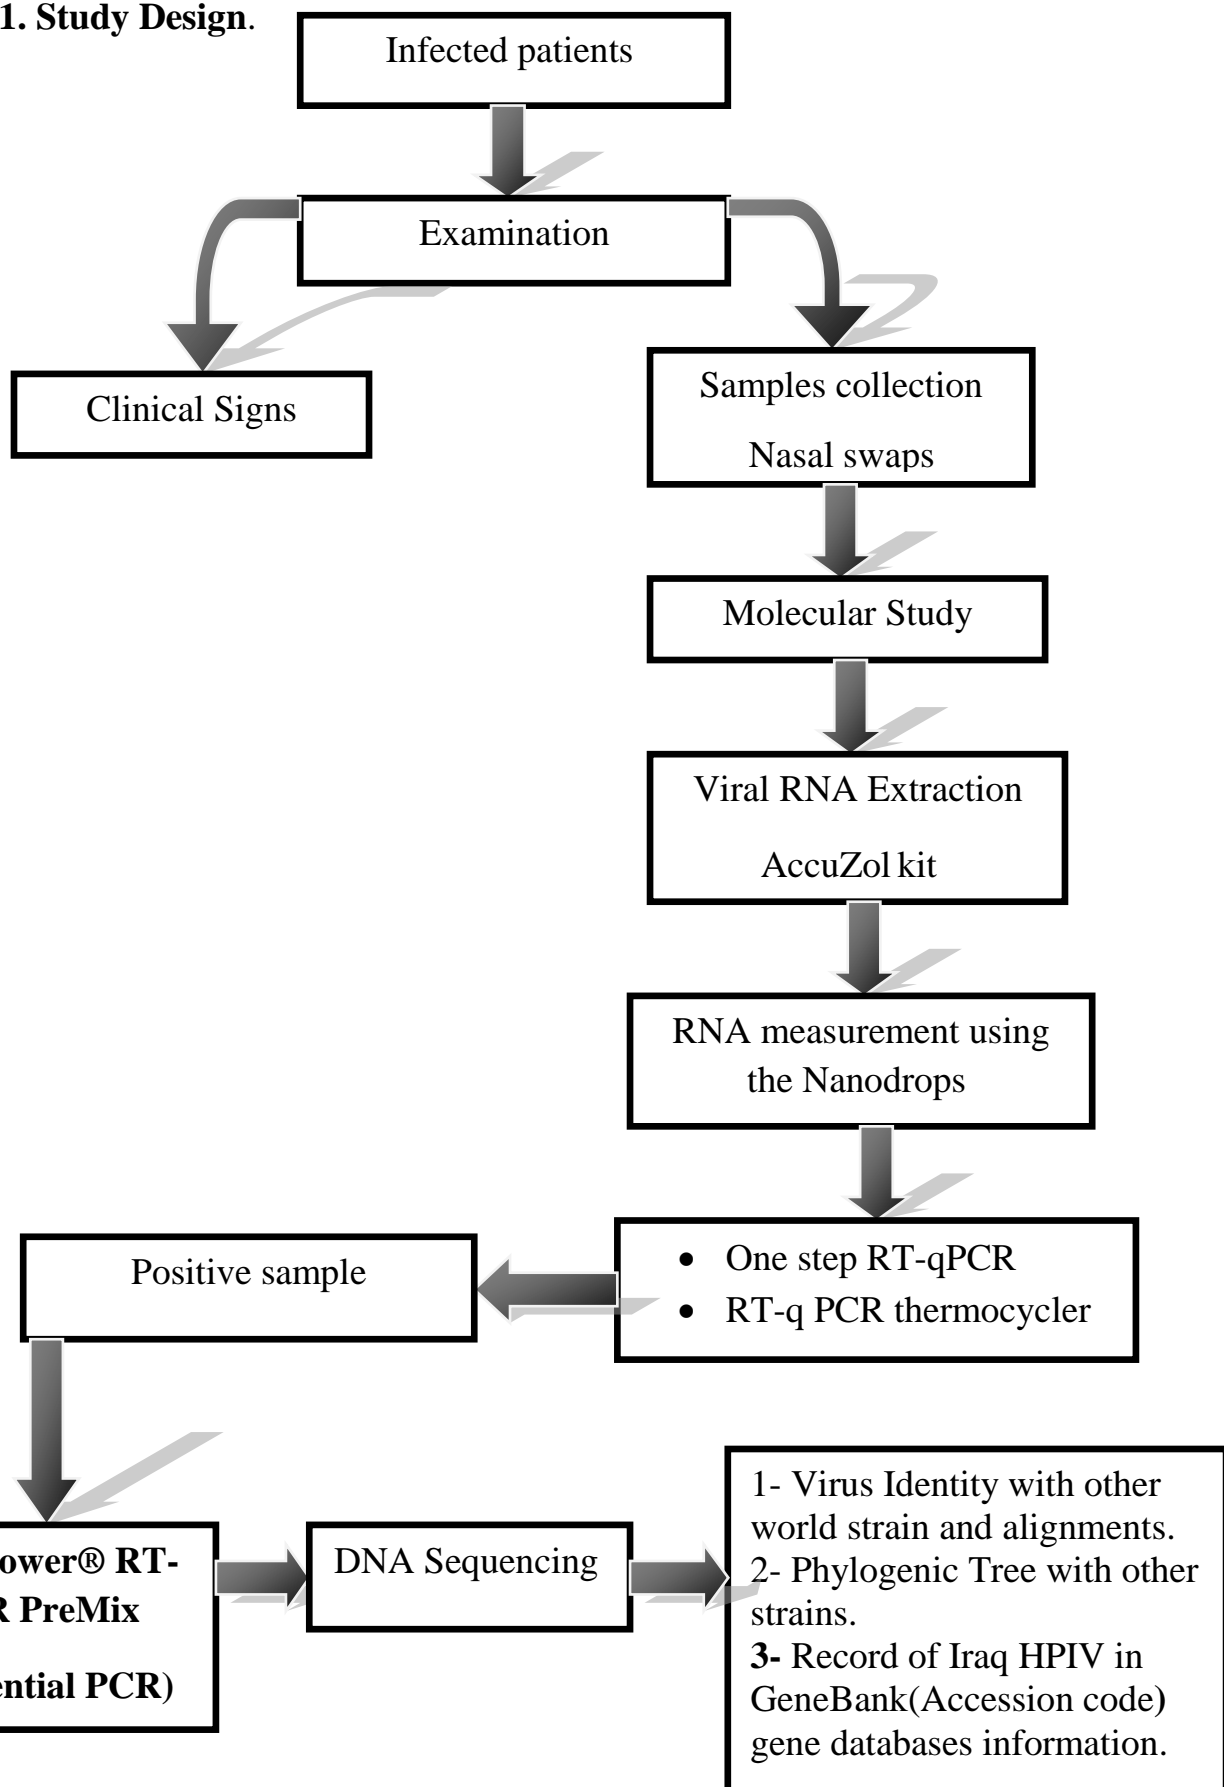 1. Study Design.
Infected patients
Examination
Clinical Signs
Samples collection
Nasal swaps
Molecular Study
Viral RNA Extraction
AccuZol kit
RNA measurement using
the Nanodrops
• One step RT-qPCR
• RT-q PCR thermocycler
Positive sample
ower® RT-
R PreMix
ential PCR)
DNA Sequencing
1- Virus Identity with other
world strain and alignments.
2- Phylogenic Tree with other
strains.
3- Record of Iraq HPIV in
GeneBank(Accession code)
gene databases information.